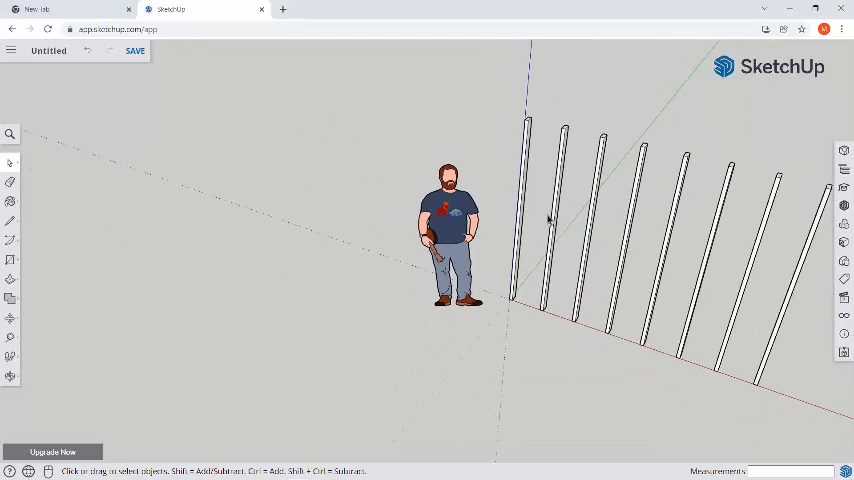 New Tab
SketchUp
app.sketchup.com/app
M
Untitled
SAVE
SketchUp
Upgrade Now
Click or drag to select objects. Shift = Add/Subtract. Ctrl = Add. Shift + Ctrl = Subtract.
Measurements